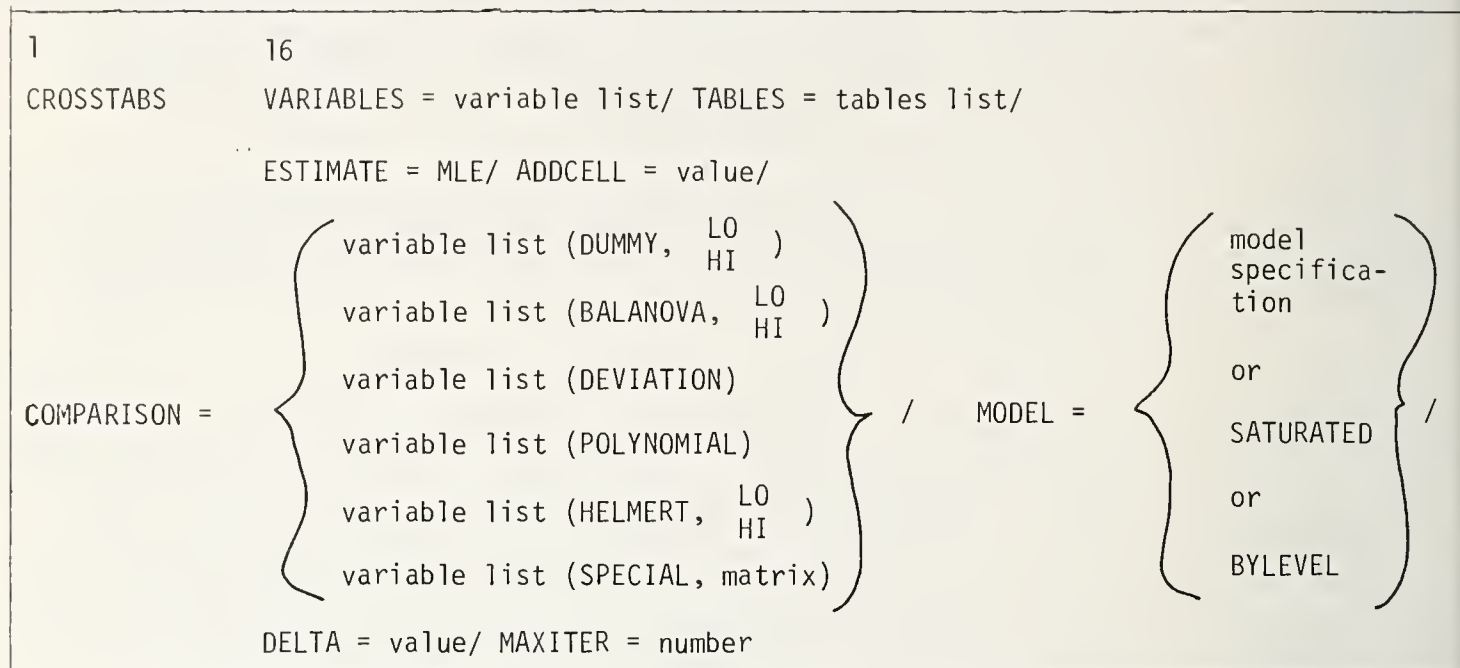 1 16
CROSSTABS VARIABLES = variable list/ TABLES = tables list/
ESTIMATE = MLE/ ADDCELL = value/
variable list (DUMMY, LO HI )
variable list (BALANOVA, LO HI )
variable list (DEVIATION)
COMPARISON = / MODEL = /
variable list (POLYNOMIAL)
variable list (HELMERT, LO HI )
variable list (SPECIAL, matrix)
model
specifica-
tion
or
SATURATED
or
BYLEVEL
DELTA = value/ MAXITER = number